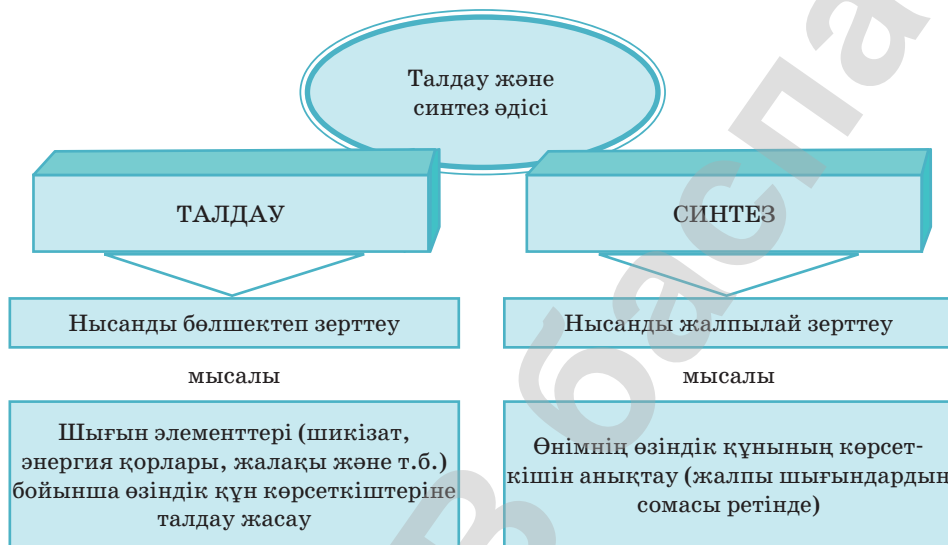 Талдау және
синтез әдісі
ТАЛДАУ
СИНТЕЗ
Нысанды бөлшектеп зерттеу
Нысанды жалпылай зерттеу
мысалы
мысалы
Шығын элементтері (шикізат,
энергия қорлары, жалақы және т.б.)
бойынша өзіндік құн көрсеткіштеріне
талдау жасау
Өнімнің өзіндік құнының көрсет-
кішін анықтау (жалпы шығындардың
сомасы ретінде)